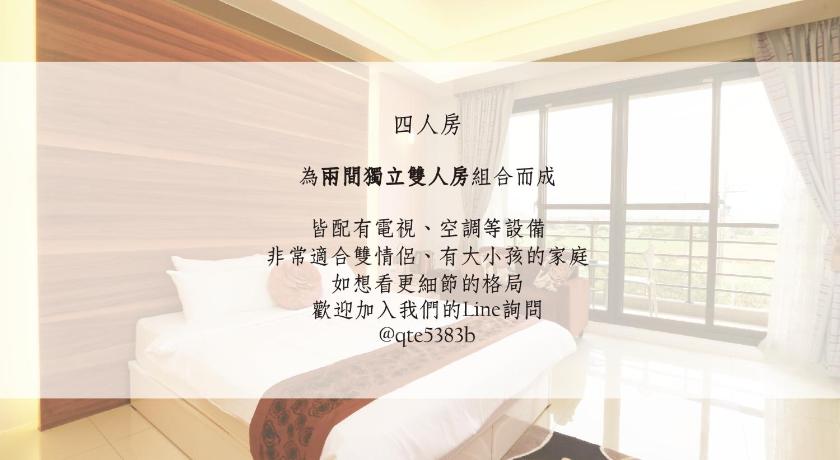 四人房
為兩間獨立雙人房組合而成
皆配有電視、空調等設備
非常適合雙情侶、有大小孩的家庭
如想看更細節的格局
歡迎加入我們的Line詢問
@qte5383b